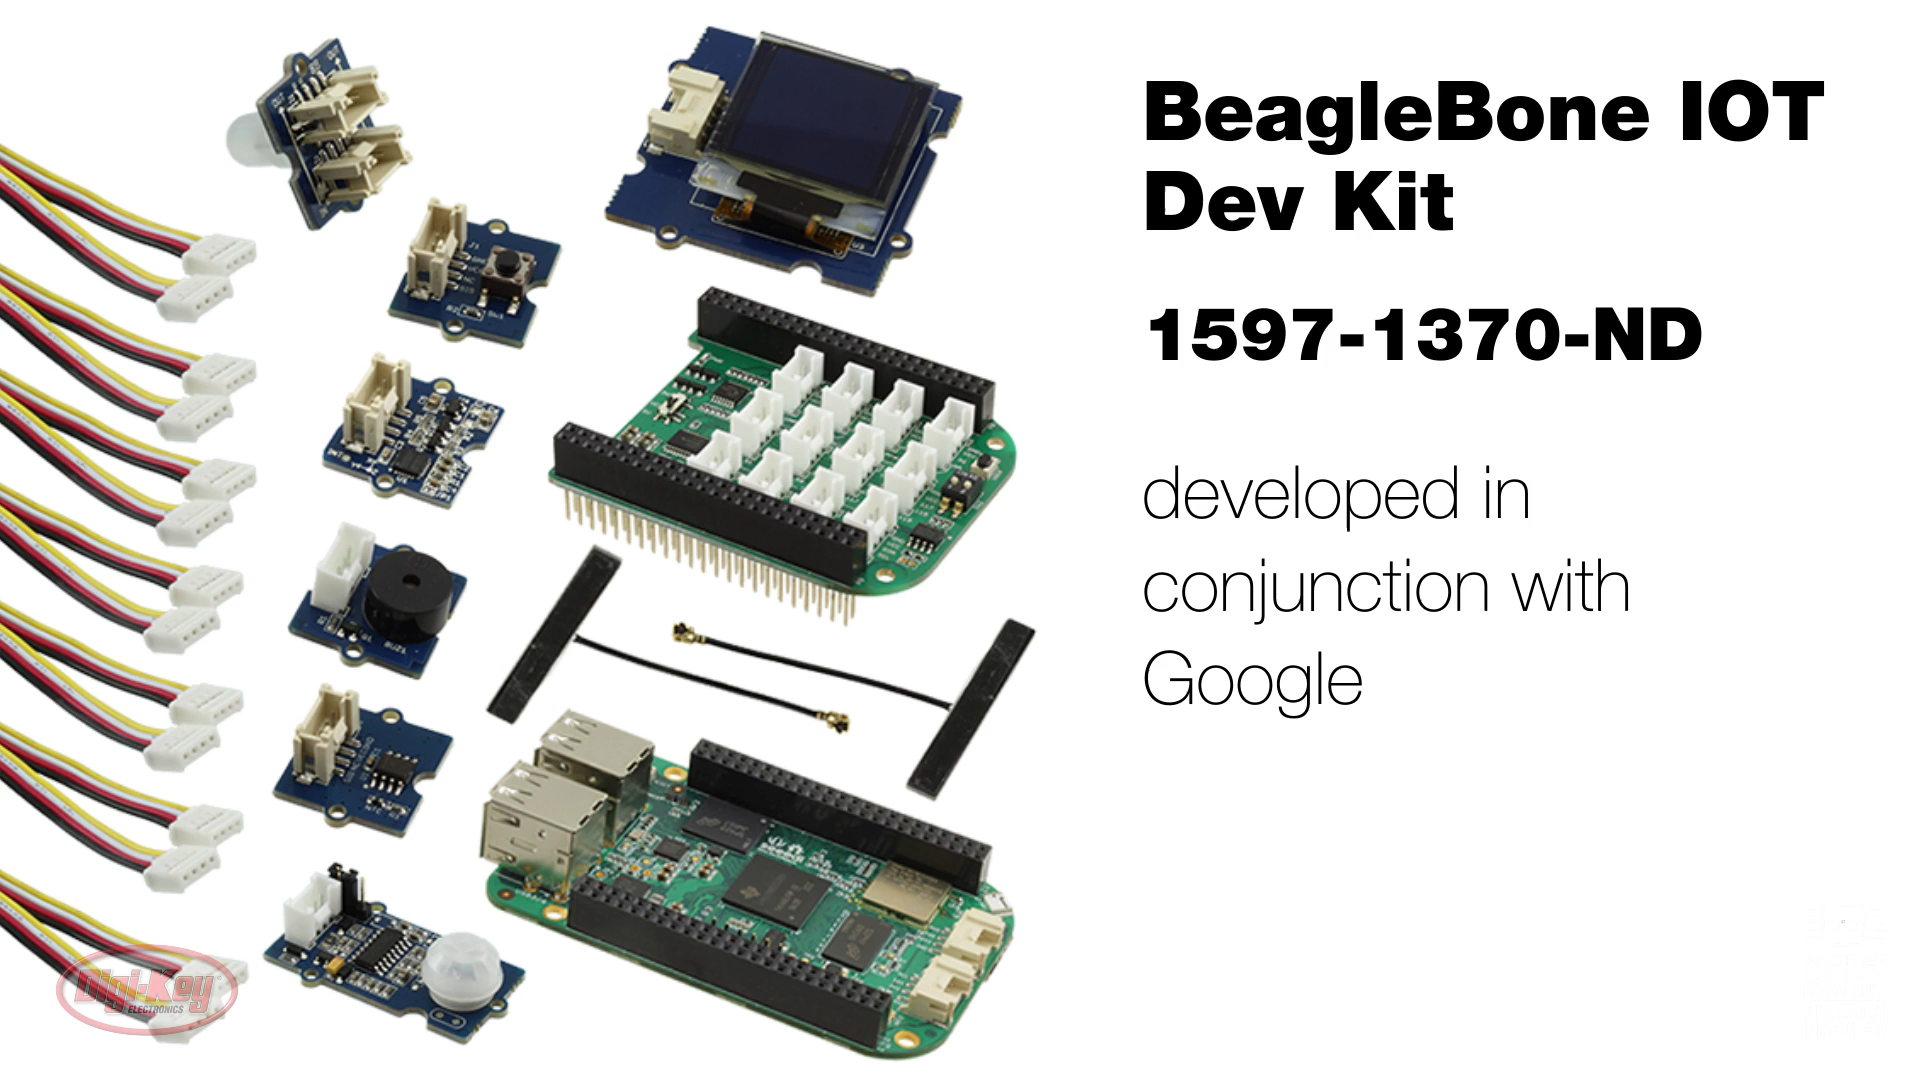 BeagleBone IOT
Dev Kit
1597-1370-ND
developed in
conjunction with
Google
Digi-Key
ELECTRONICS